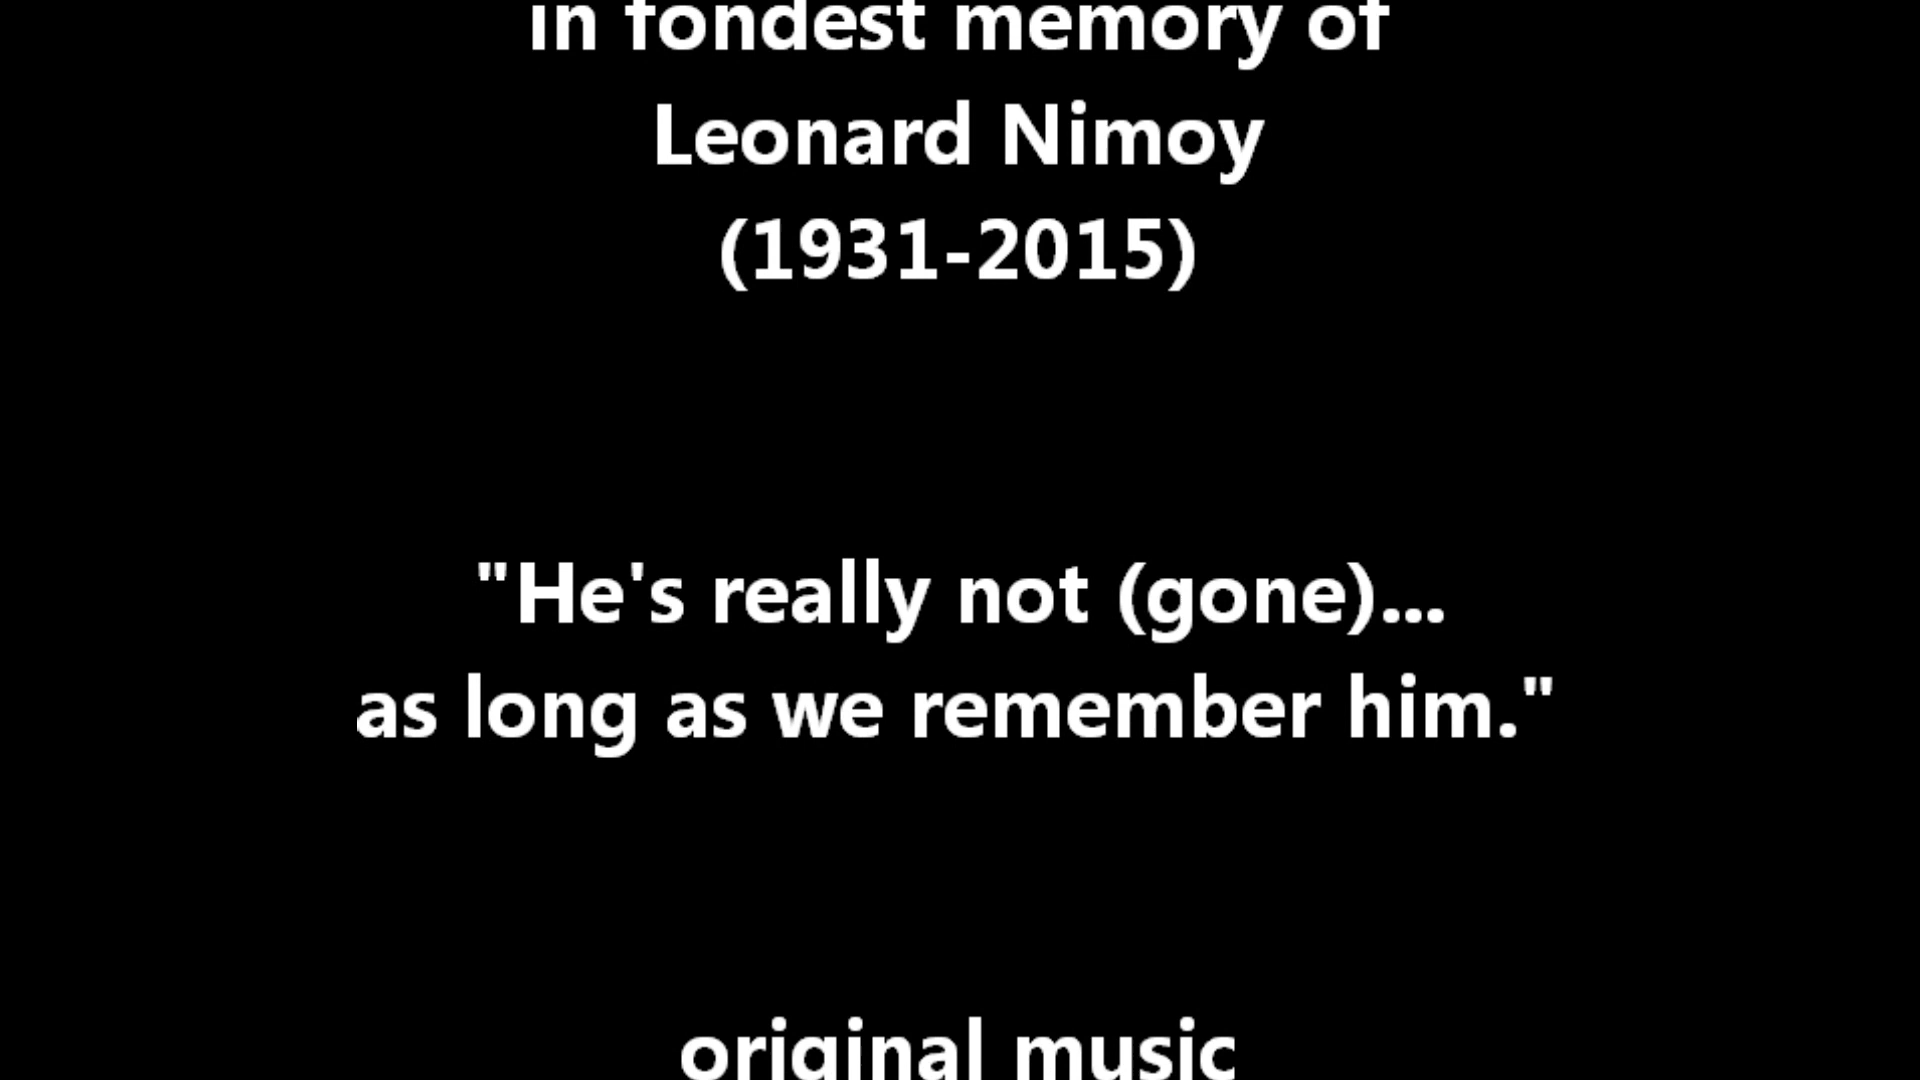 in fondest memory of
Leonard Nimoy
(1931-2015)
"He's really not (gone)...
as long as we remember him."
original music